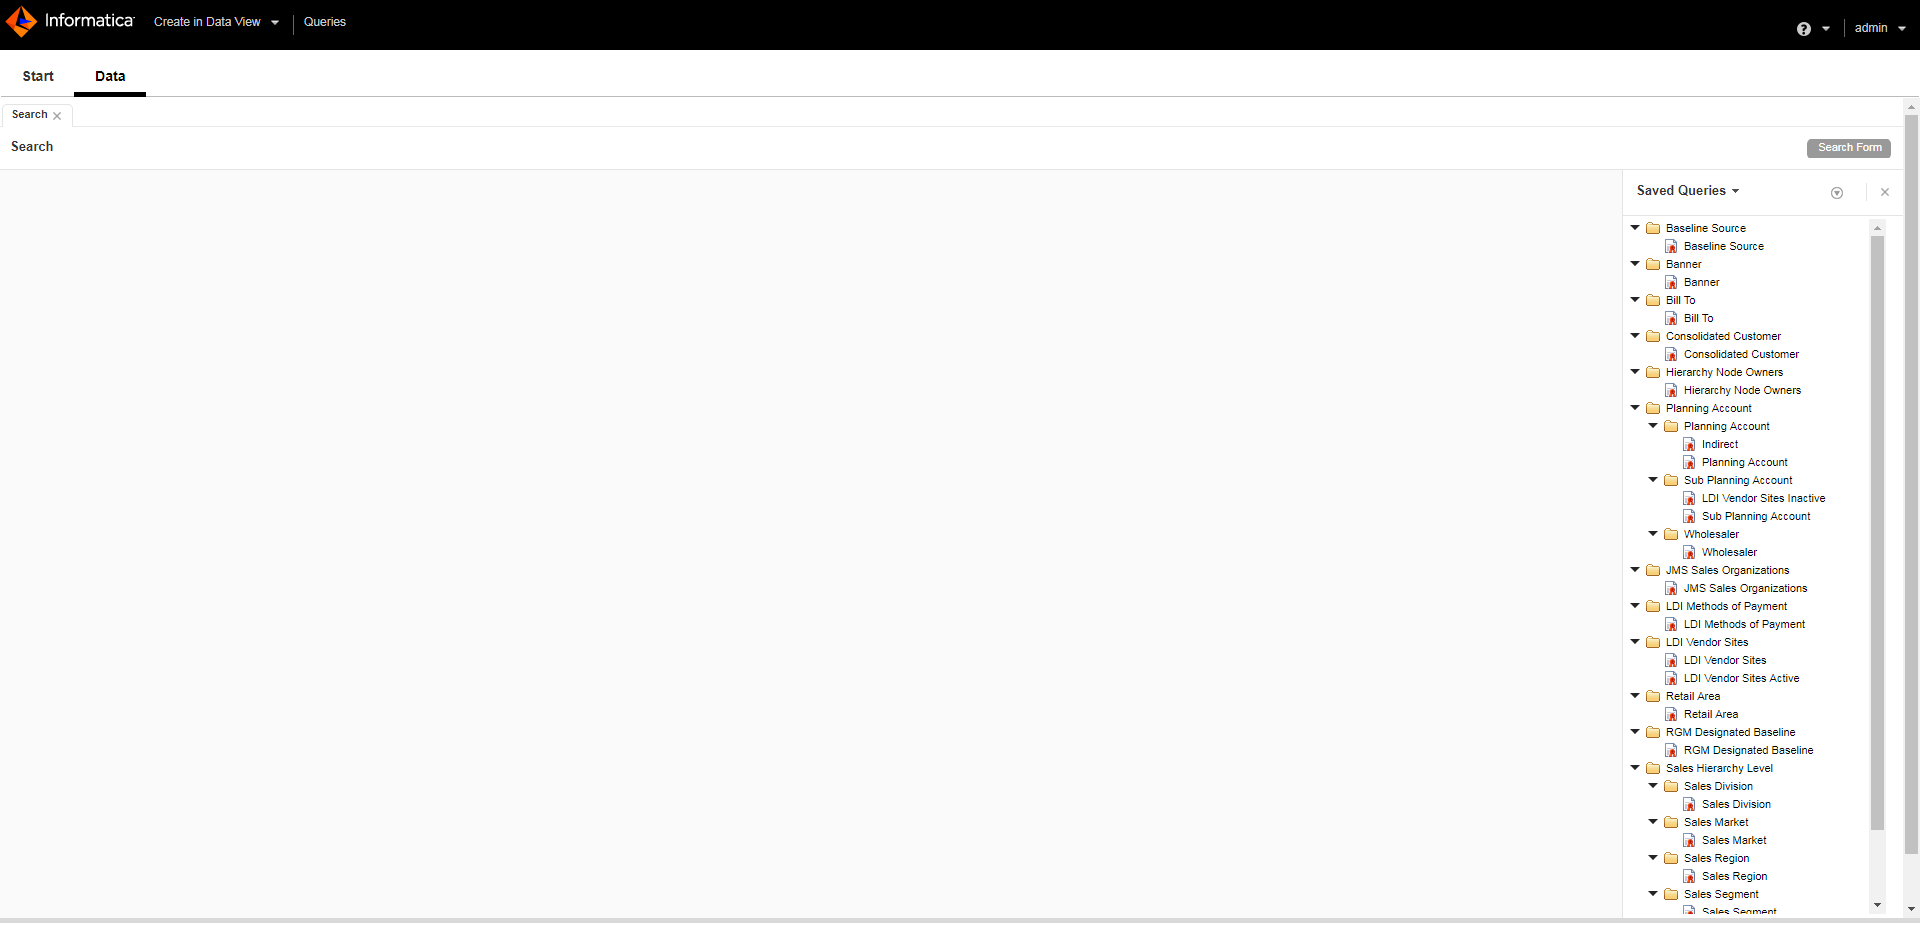 Informatica
Create in Data View
Queries
admin
Start
Data
Search
Search
Search Form
Saved Queries
Baseline Source
Baseline Source
Banner
Banner
Bill To
Bill To
Consolidated Customer
Consolidated Customer
Hierarchy Node Owners
Hierarchy Node Owners
Planning Account
Planning Account
Indirect
Planning Account
Sub Planning Account
LDI Vendor Sites Inactive
Sub Planning Account
Wholesaler
Wholesaler
JMS Sales Organizations
JMS Sales Organizations
LDI Methods of Payment
LDI Methods of Payment
LDI Vendor Sites
LDI Vendor Sites
LDI Vendor Sites Active
Retail Area
Retail Area
RGM Designated Baseline
RGM Designated Baseline
Sales Hierarchy Level
Sales Division
Sales Division
Sales Market
Sales Market
Sales Region
Sales Region
Sales Segment
Sales Segment